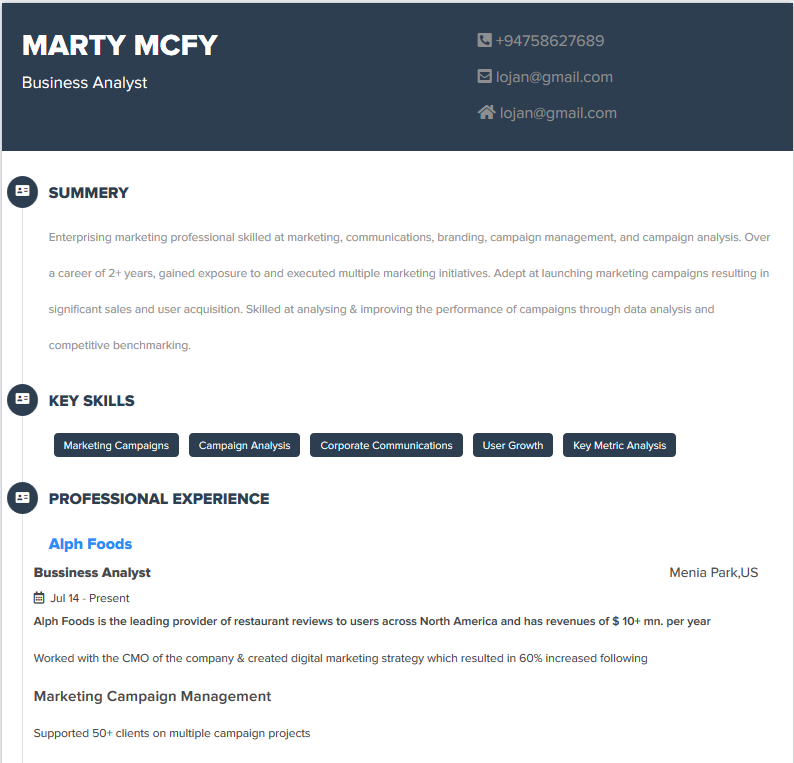 MARTY MCFY
Business Analyst
+94758627689
lojan@gmail.com
lojan@gmail.com
SUMMERY
Enterprising marketing professional skilled at marketing, communications, branding, campaign management, and campaign analysis. Over
a career of 2+ years, gained exposure to and executed multiple marketing initiatives. Adept at launching marketing campaigns resulting in
significant sales and user acquisition. Skilled at analysing & improving the performance of campaigns through data analysis and
competitive benchmarking.
KEY SKILLS
Marketing Campaigns Campaign Analysis Corporate Communications User Growth Key Metric Analysis
PROFESSIONAL EXPERIENCE
Alph Foods
Bussiness Analyst Menia Park,US
Jul 14 - Present
Alph Foods is the leading provider of restaurant reviews to users across North America and has revenues of $ 10+ mn. per year
Worked with the CMO of the company & created digital marketing strategy which resulted in 60% increased following
Marketing Campaign Management
Supported 50+ clients on multiple campaign projects